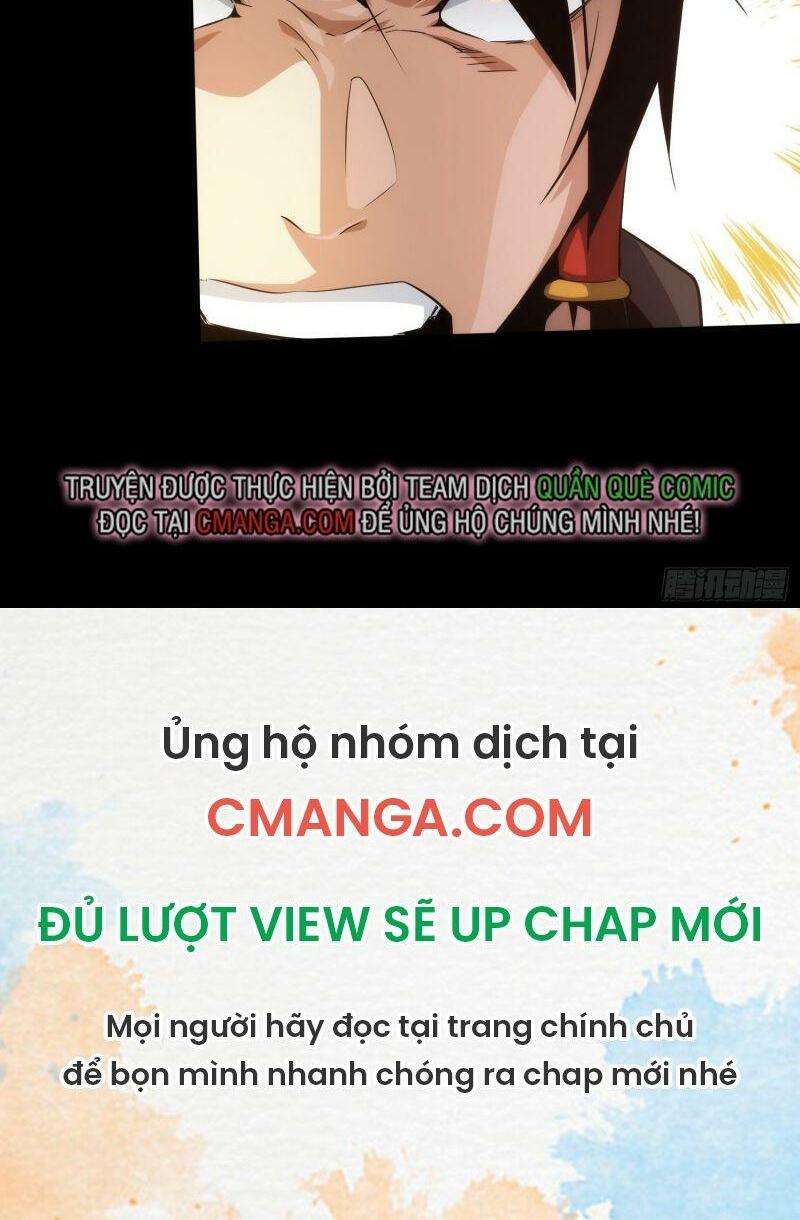 TRUYỆN ĐƯỢC THỰC HIỆN BỞI TEAM DỊCH QUẦN QUÈ COMIC
ĐỌC TẠI CMANGA.COM ĐỂ ỦNG HỘ CHÚNG MÌNH NHÉ!
腾讯动漫
Ủng hộ nhóm dịch tại
CMANGA.COM
ĐỦ LƯỢT VIEW SẼ UP CHAP MỚI
Mọi người hãy đọc tại trang chính chủ
để bọn mình nhanh chóng ra chap mới nhé